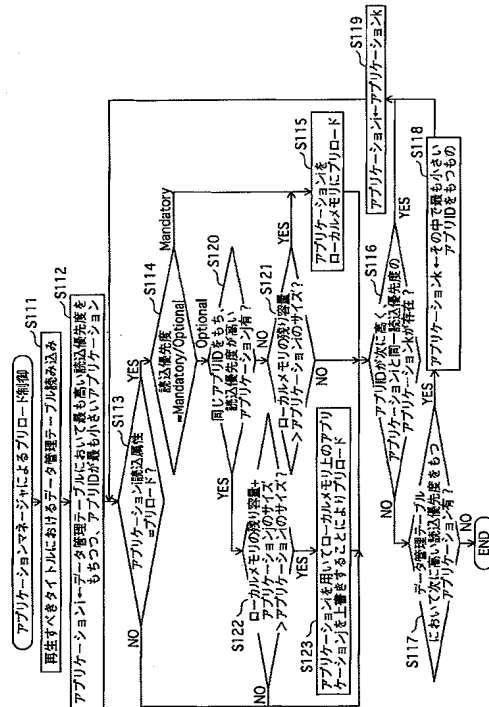 アプリケーションマネージャによるプリロード制御
S111
再生すべきタイトルにおけるデータ管理テーブル読み込み
S112
アプリケーションi←データ管理テーブルにおいて最も高い読込優先度を
もちつつ、アプリIDが最も小さいアプリケーション
S113
アプリケーションi読込属性
=プリロード?
YES
NO
S114
読込優先度
=Mandatory/Optional
Mandatory
Optional
S120
同じアプリIDをもち、
読込優先度が高い
アプリケーションj有?
YES
NO
S121
ローカルメモリの残り容量
>アプリケーションiのサイズ?
YES
NO
S115
アプリケーションiを
ローカルメモリにプリロード
S122
ローカルメモリの残り容量+
アプリケーションjのサイズ
>アプリケーションiのサイズ?
NO
YES
S123
アプリケーションiを用いてローカルメモリ上のアプリ
ケーションjを上書きすることによりプリロード
S116
アプリIDが次に高く、
アプリケーションiと同一読込優先度の
アプリケーションkが存在?
YES
NO
S117
データ管理テーブル
において次に高い読込優先度をもつ
アプリケーション有?
YES
NO
S118
アプリケーションk←その中で最も小さい
アプリIDをもつもの
S119
アプリケーションi←アプリケーションk
END